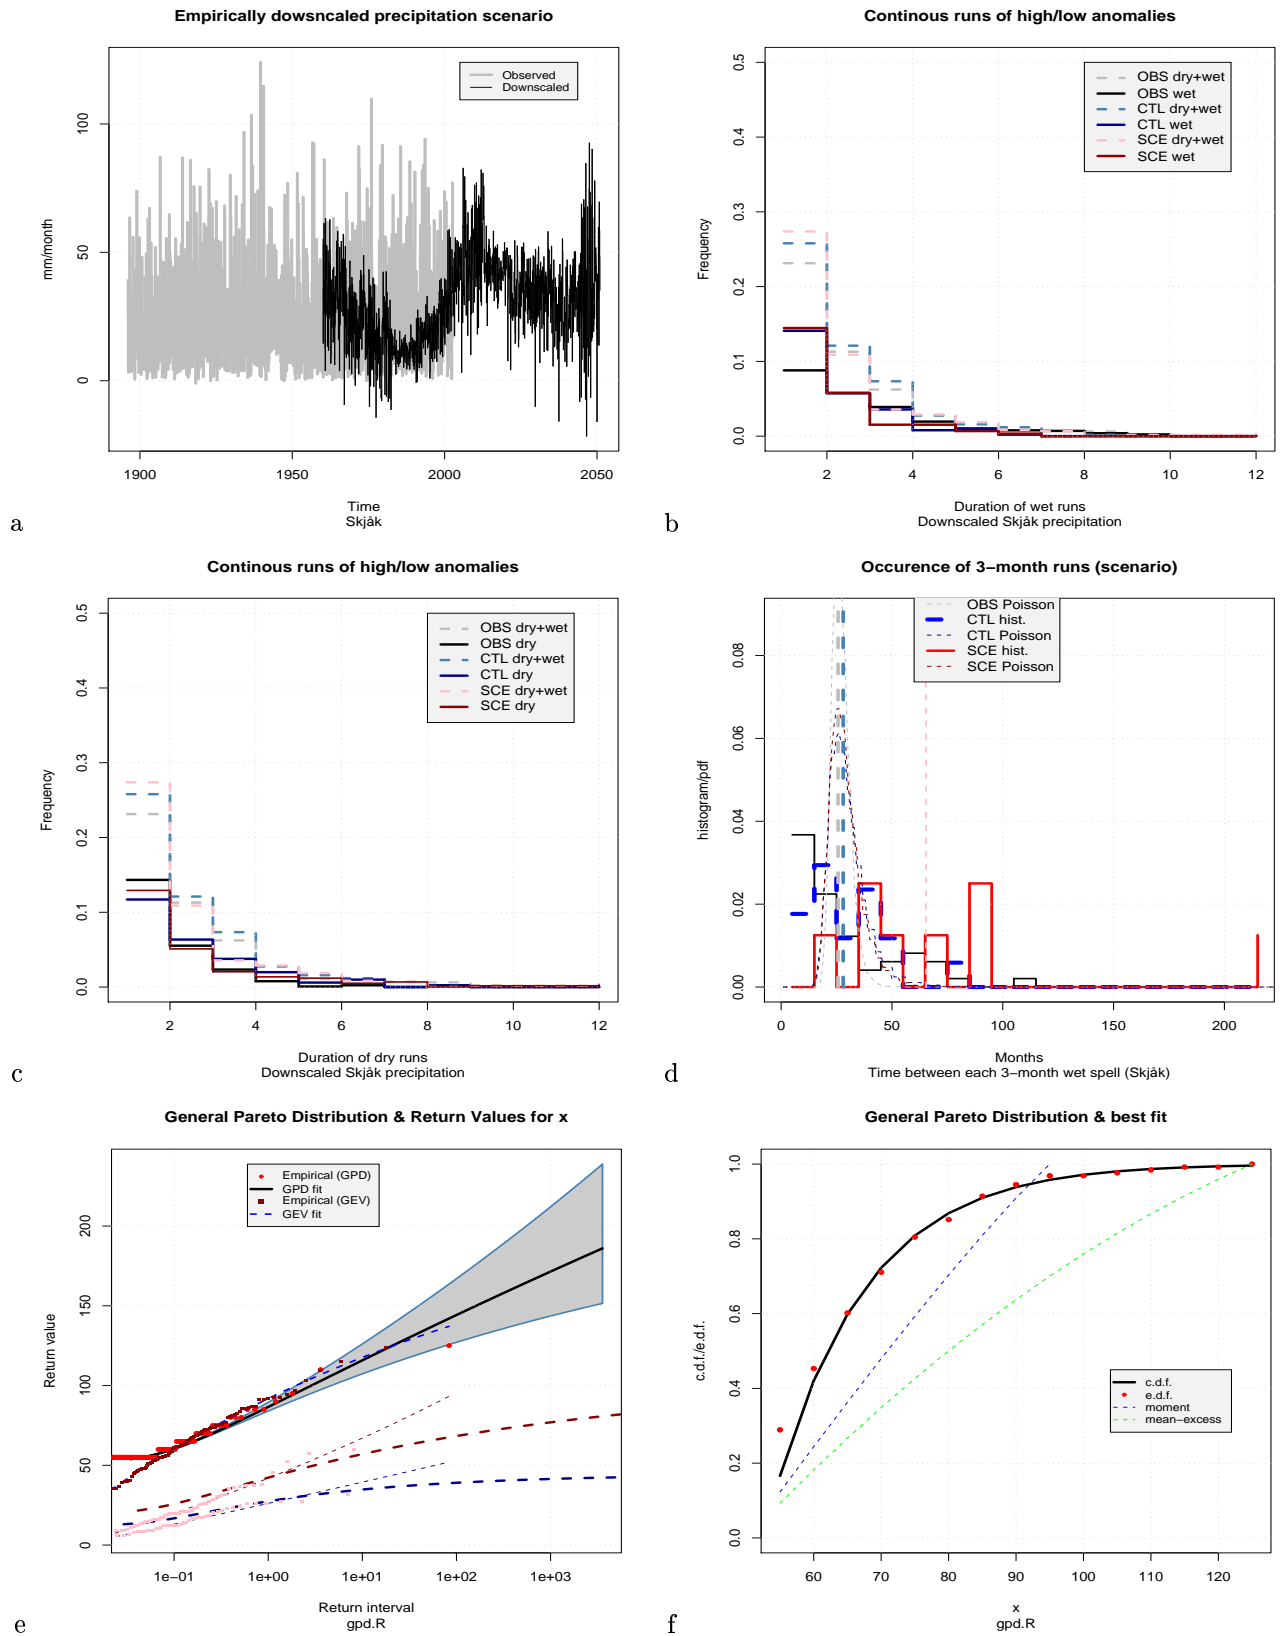 Empirically dowsncaled precipitation scenario
Observed
Downscaled
mm/month
0
50
100
1900
1950
2000
2050
Time
Skjåk
a
Continous runs of high/low anomalies
OBS dry+wet
OBS wet
CTL dry+wet
CTL wet
SCE dry+wet
SCE wet
Frequency
0.0
0.1
0.2
0.3
0.4
0.5
2
4
6
8
10
12
Duration of wet runs
Downscaled Skjåk precipitation
b
Continous runs of high/low anomalies
OBS dry+wet
OBS dry
CTL dry+wet
CTL dry
SCE dry+wet
SCE dry
Frequency
0.0
0.1
0.2
0.3
0.4
0.5
2
4
6
8
10
12
Duration of dry runs
Downscaled Skjåk precipitation
c
Occurence of 3−month runs (scenario)
OBS Poisson
CTL hist.
CTL Poisson
SCE hist.
SCE Poisson
histogram/pdf
0.00
0.02
0.04
0.06
0.08
0
50
100
150
200
Months
Time between each 3−month wet spell (Skjåk)
d
General Pareto Distribution & Return Values for x
Empirical (GPD)
GPD fit
Empirical (GEV)
GEV fit
Return value
0
50
100
150
200
1e−01
1e+00
1e+01
1e+02
1e+03
Return interval
gpd.R
e
General Pareto Distribution & best fit
c.d.f.
e.d.f.
moment
mean−excess
c.d.f./e.d.f.
0.0
0.2
0.4
0.6
0.8
1.0
60
70
80
90
100
110
120
x
gpd.R
f